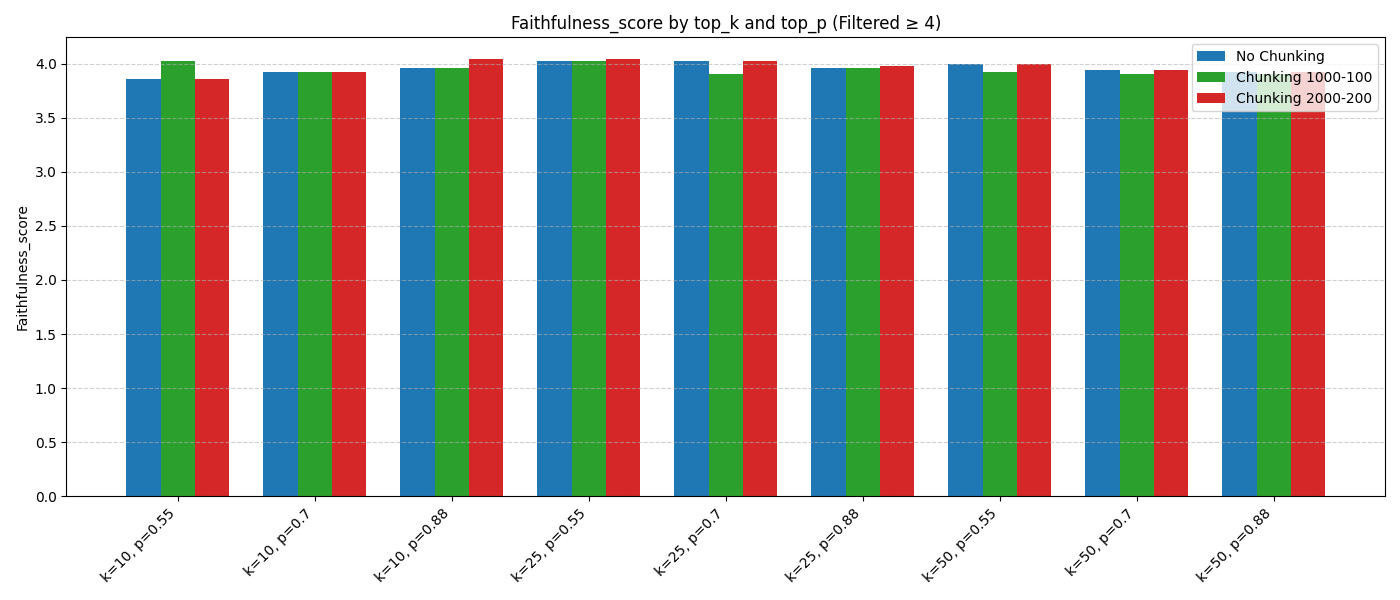 Faithfulness_score by top_k and top_p (Filtered ≥ 4)
Faithfulness_score
4.0
3.5
3.0
2.5
2.0
1.5
1.0
0.5
0.0
No Chunking
Chunking 1000-100
Chunking 2000-200
k=10, p=0.55
k=10, p=0.7
k=10, p=0.88
k=25, p=0.55
k=25, p=0.7
k=25, p=0.88
k=50, p=0.55
k=50, p=0.7
k=50, p=0.88